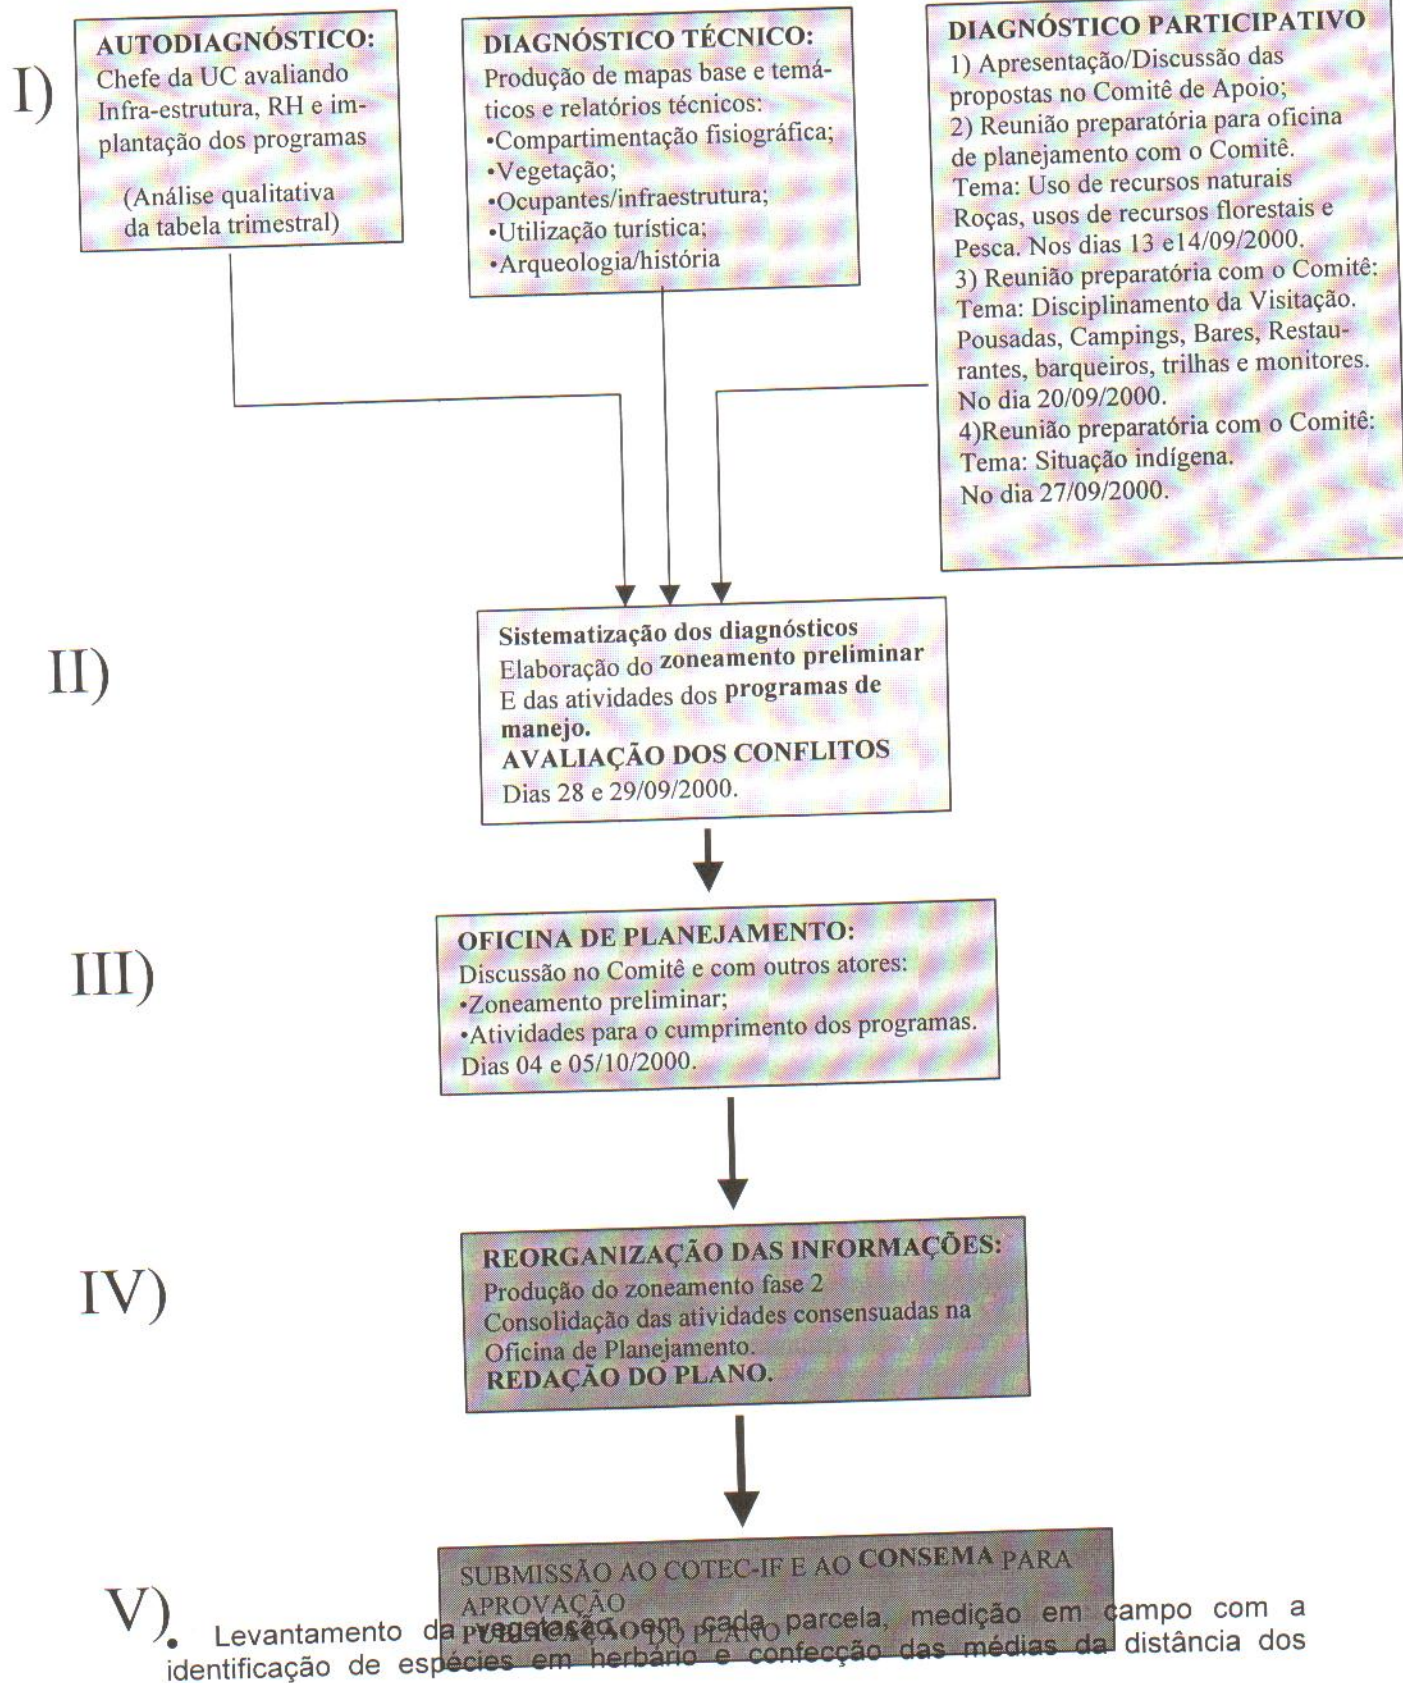 I)
AUTODIAGNÓSTICO:
Chefe da UC avaliando
Infra-estrutura, RH e im-
plantação dos programas
(Análise qualitativa
da tabela trimestral)
DIAGNÓSTICO TÉCNICO:
Produção de mapas base e temá-
ticos e relatórios técnicos:
•Compartimentação fisiográfica;
•Vegetação;
•Ocupantes/infraestrutura;
•Utilização turística;
•Arqueologia/história
DIAGNÓSTICO PARTICIPATIVO
1) Apresentação/Discussão das
propostas no Comitê de Apoio;
2) Reunião preparatória para oficina
de planejamento com o Comitê.
Tema: Uso de recursos naturais
Roças, usos de recursos florestais e
Pesca. Nos dias 13 e14/09/2000.
3) Reunião preparatória com o Comitê:
Tema: Disciplinamento da Visitação.
Pousadas, Campings, Bares, Restau-
rantes, barqueiros, trilhas e monitores.
No dia 20/09/2000.
4)Reunião preparatória com o Comitê:
Tema: Situação indígena.
No dia 27/09/2000.
II)
Sistematização dos diagnósticos
Elaboração do zoneamento preliminar
E das atividades dos programas de
manejo.
AVALIAÇÃO DOS CONFLITOS
Dias 28 e 29/09/2000.
III)
OFICINA DE PLANEJAMENTO:
Discussão no Comitê e com outros atores:
•Zoneamento preliminar;
•Atividades para o cumprimento dos programas.
Dias 04 e 05/10/2000.
IV)
REORGANIZAÇÃO DAS INFORMAÇÕES:
Produção do zoneamento fase 2
Consolidação das atividades consensuadas na
Oficina de Planejamento.
REDAÇÃO DO PLANO.
V)
SUBMISSÃO AO COTEC-IF E AO CONSEMA PARA
APROVAÇÃO
PUBLICAÇÃO DO PLANO
• Levantamento da vegetação, em cada parcela, medição em campo com a
identificação de espécies em herbário e confecção das médias da distância dos